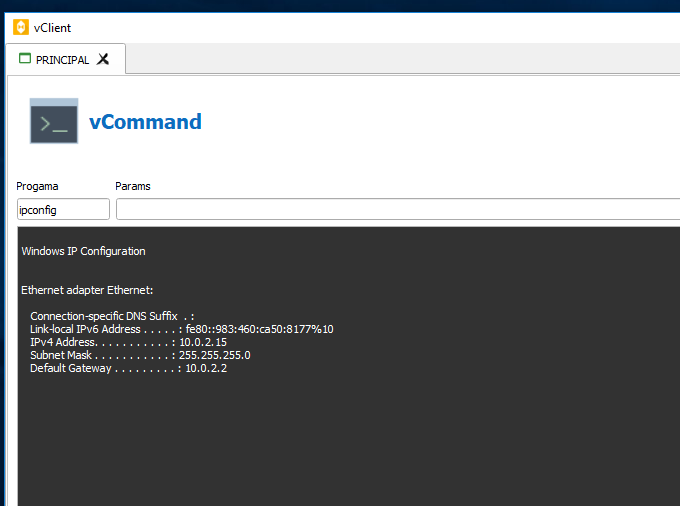 vClient
PRINCIPAL
vCommand
Progama Params
ipconfig
Windows IP Configuration
Ethernet adapter Ethernet:
Connection-specific DNS Suffix . :
Link-local IPv6 Address . . . . . : fe80::983:460:ca50:8177%10
IPv4 Address. . . . . . . . . . . : 10.0.2.15
Subnet Mask . . . . . . . . . . . : 255.255.255.0
Default Gateway . . . . . . . . . : 10.0.2.2